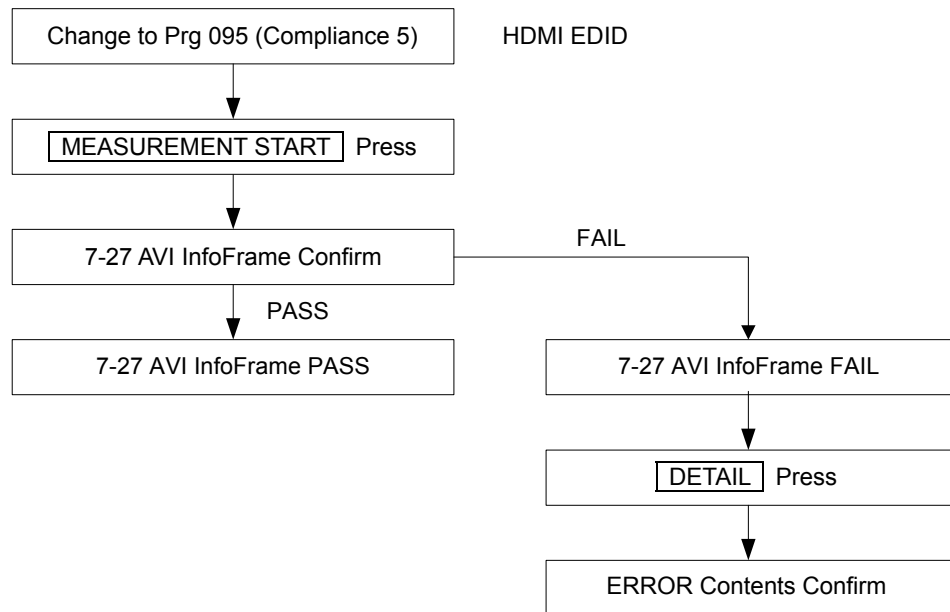 Change to Prg 095 (Compliance 5)
HDMI EDID
MEASUREMENT START Press
7-27 AVI InfoFrame Confirm
FAIL
PASS
7-27 AVI InfoFrame PASS
7-27 AVI InfoFrame FAIL
DETAIL Press
ERROR Contents Confirm